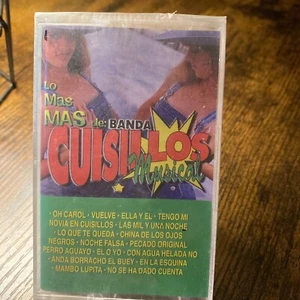 Lo
Mas
MAS de: BANDA
CUISILLOS
Musical
· OH CAROL · VUELVE · ELLA Y EL · TENGO MI
NOVIA EN CUISILLOS · LAS MIL Y UNA NOCHE
· LO QUE TE QUEDA · CHINA DE LOS OJOS
NEGROS · NOCHE FALSA · PECADO ORIGINAL
PERRO AGUAYO · EL O YO · CON AGUA HELADA NO
· ANDA BORRACHO EL BUEY · EN LA ESQUINA
· MAMBO LUPITA · NO SE HA DADO CUENTA